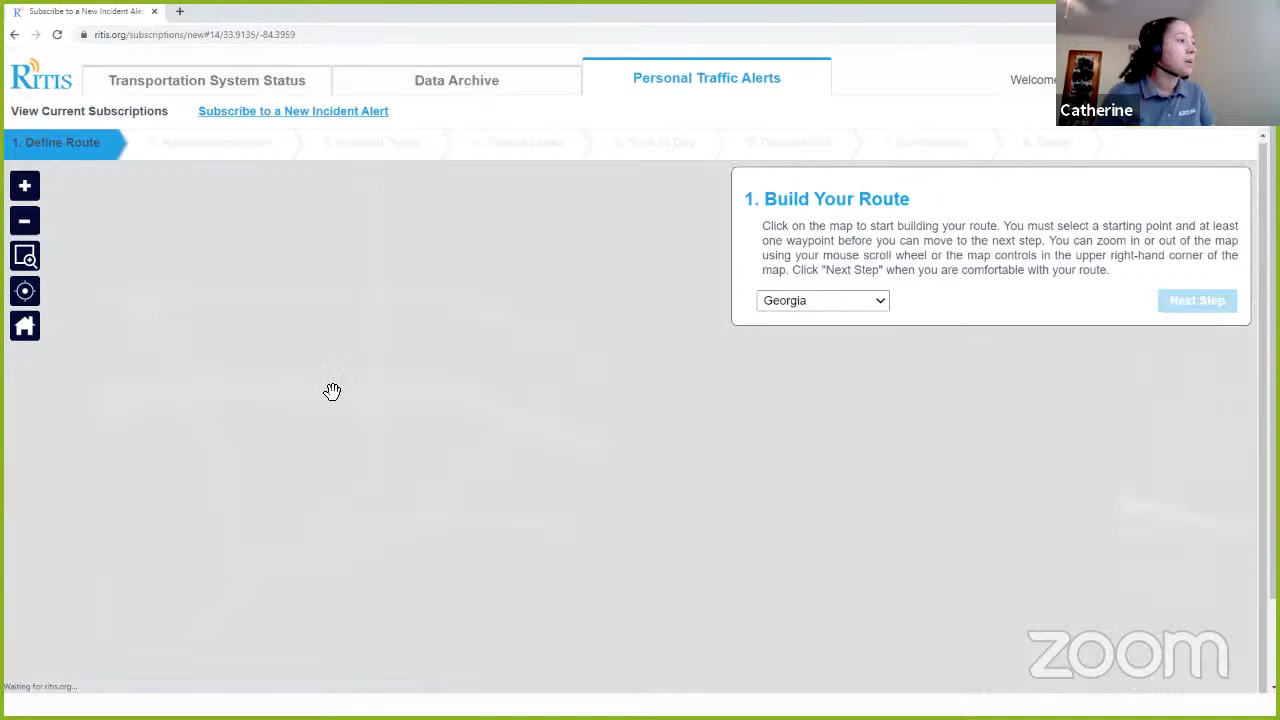 Subscribe to a New Incident Ale
ritis.org/subscriptions/new#14/33.9135/-84.3959
RITIS
Transportation System Status
Data Archive
Personal Traffic Alerts
Welcome
View Current Subscriptions
Subscribe to a New Incident Alert
Catherine
1. Define Route
1. Build Your Route
Click on the map to start building your route. You must select a starting point and at least
one waypoint before you can move to the next step. You can zoom in or out of the map
using your mouse scroll wheel or the map controls in the upper right-hand corner of the
map. Click "Next Step" when you are comfortable with your route.
Georgia
Next Step
zoom
Waiting for ritis.org...